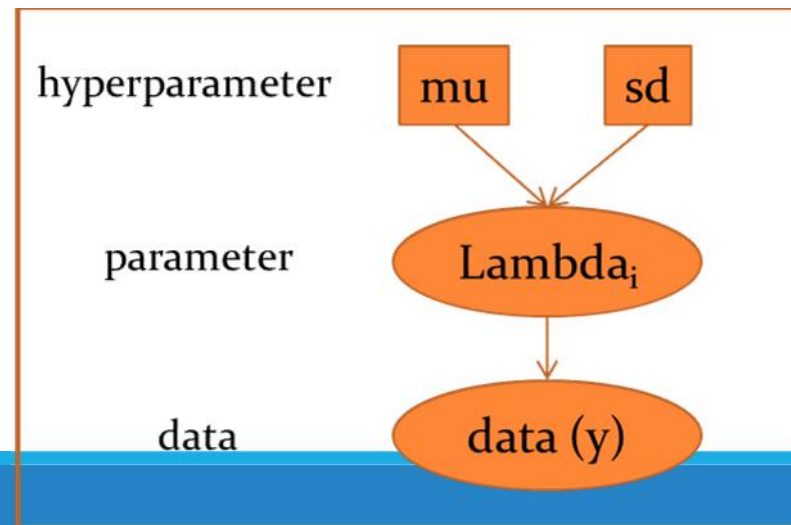 hyperparameter mu sd
parameter Lambdaᵢ
data data (y)